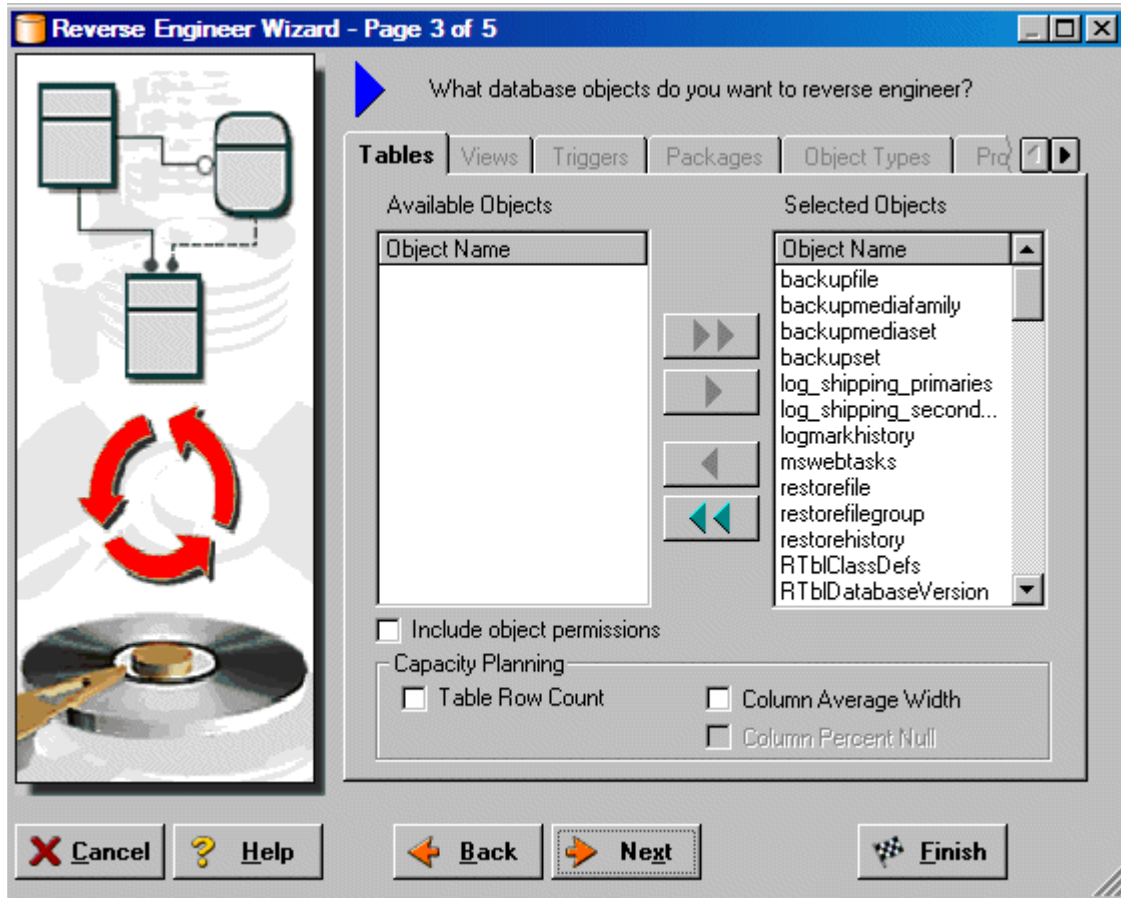 Reverse Engineer Wizard - Page 3 of 5
What database objects do you want to reverse engineer?
Tables Views Triggers Packages Object Types Pro
Available Objects Selected Objects
Object Name Object Name
backupfile
backupmediafamily
backupmediaset
backupset
log_shipping_primaries
log_shipping_second...
logmarkhistory
mswebtasks
restorefile
restorefilegroup
restorehistory
RTblClassDefs
RTblDatabaseVersion
Include object permissions
Capacity Planning
Table Row Count Column Average Width
Column Percent Null
Cancel Help Back Next Finish